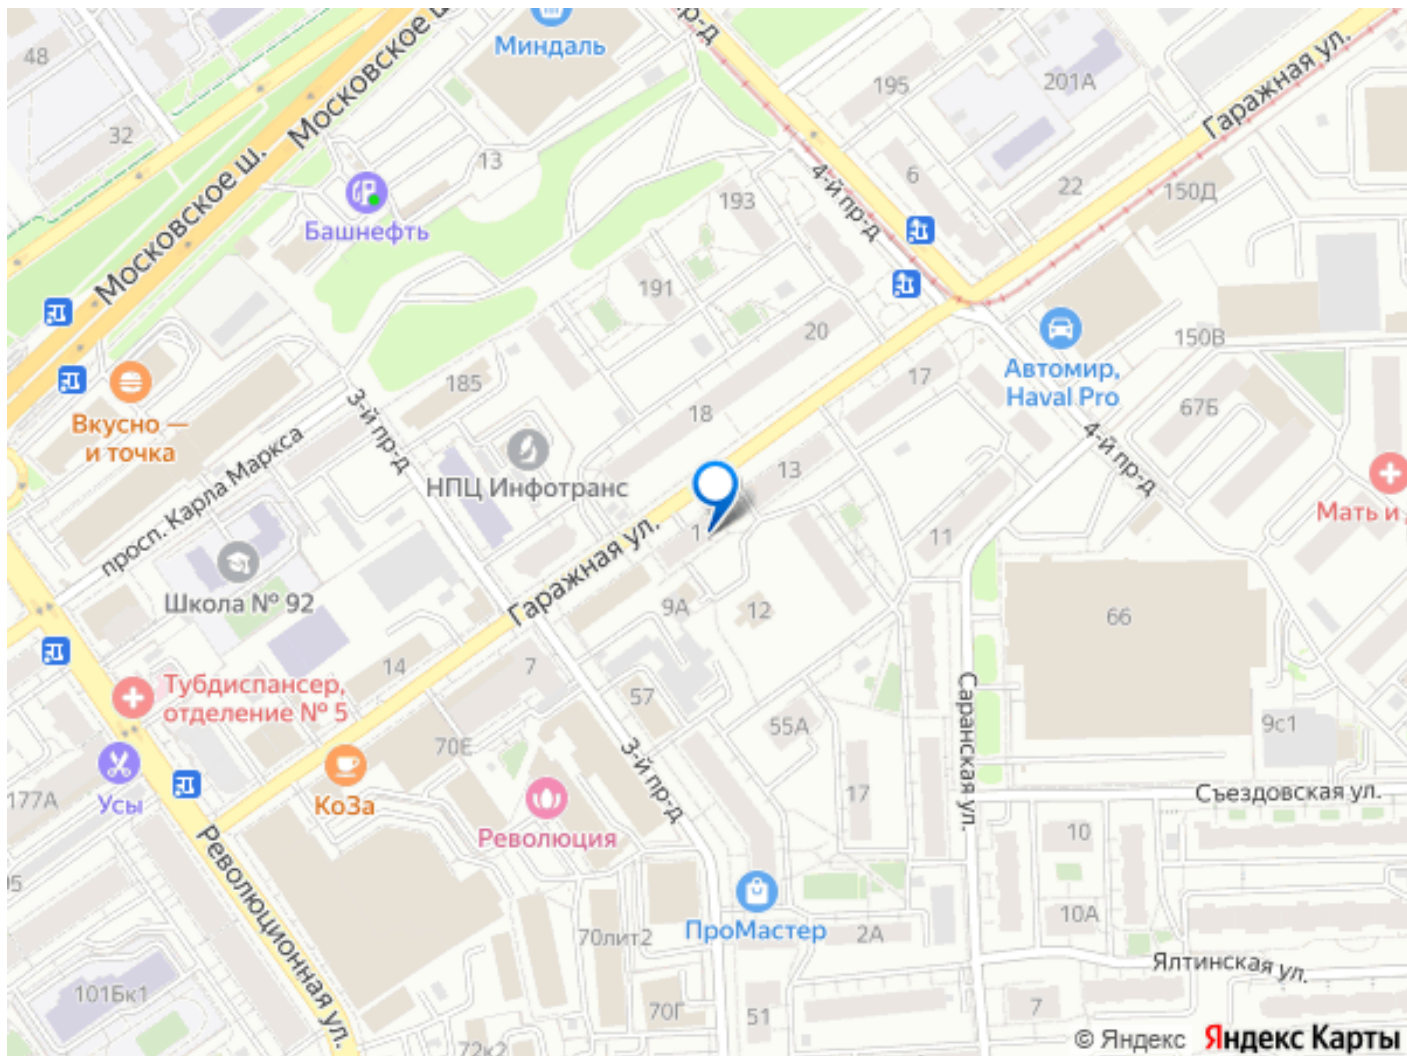 48
Московское ш.
Миндаль
пр-д
195
201А
Гаражная ул.
32
Московское ш.
13
Башнефть
193
4-й пр-д
6
22
150Д
191
20
150В
Автомир,
Haval Pro
17
67Б
4-й пр-д
Вкусно —
и точка
185
3-й пр-д
18
просп. Карла Маркса
НПЦ Инфотранс
13
Мать и
Гаражная ул.
11
Школа № 92
9А
12
66
14
7
Тубдиспансер,
отделение № 5
57
55А
Саранская ул.
9с1
70Е
3-й пр-д
Усы
177А
КоЗа
Революция
17
Съездовская ул.
10
Революционная ул.
ПроМастер
2А
10А
70лит2
Ялтинская ул.
101Бк1
70Г
51
7
72к2
© Яндекс Яндекс Карты